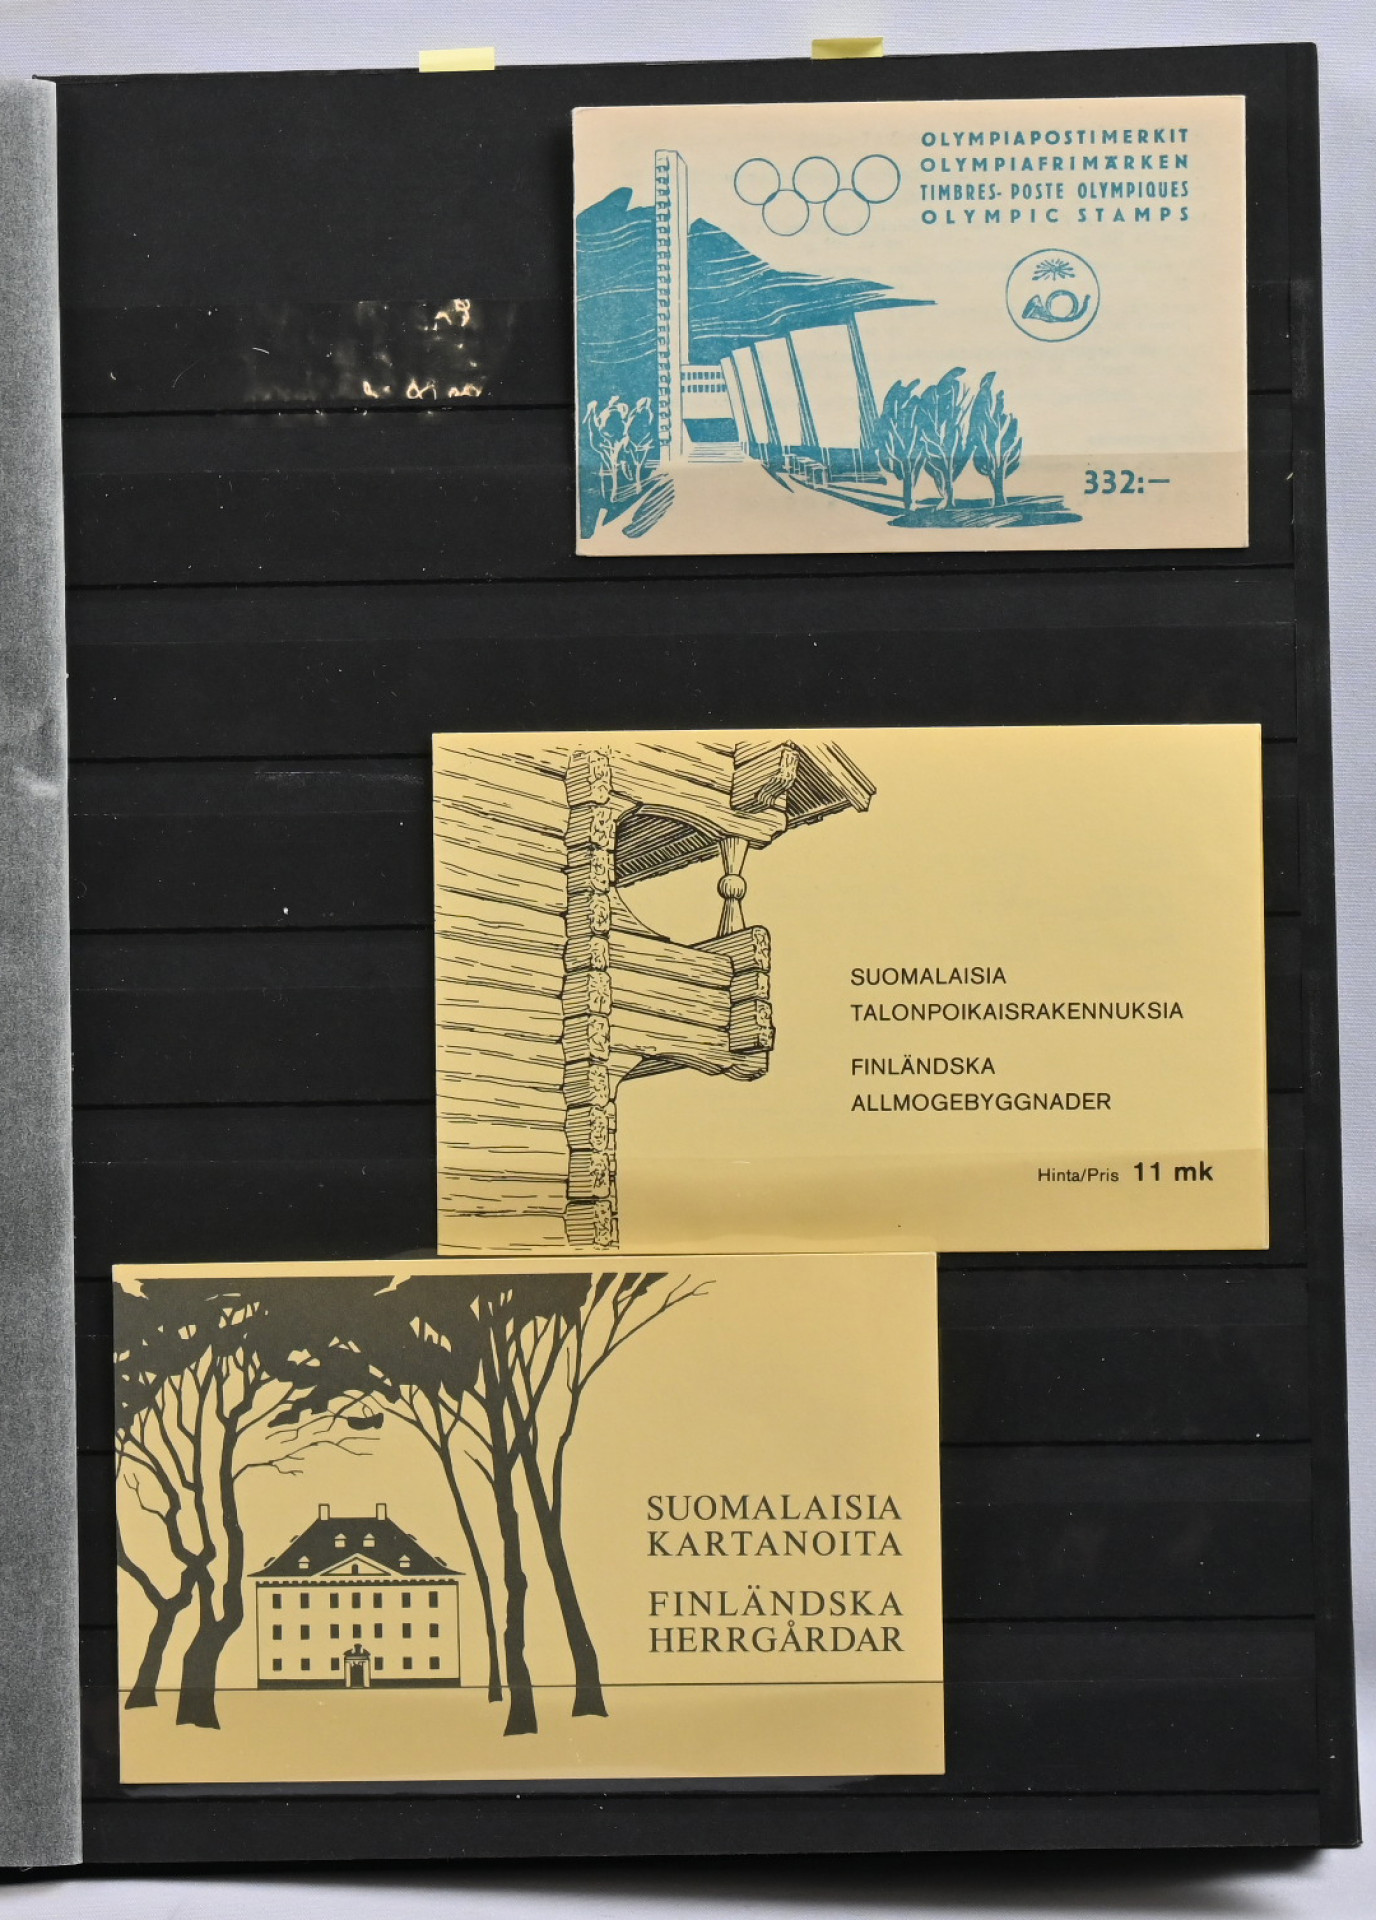 OLYMPIAPOSTIMERKIT
OLYMPIAFRIMÄRKEN
TIMBRES-POSTE OLYMPIQUES
OLYMPIC STAMPS
332:—
SUOMALAISIA
TALONPOIKAISRAKENNUKSIA
FINLÄNDSKA
ALLMOGEBYGGNADER
Hinta/Pris 11 mk
SUOMALAISIA
KARTANOITA
FINLÄNDSKA
HERRGÅRDAR